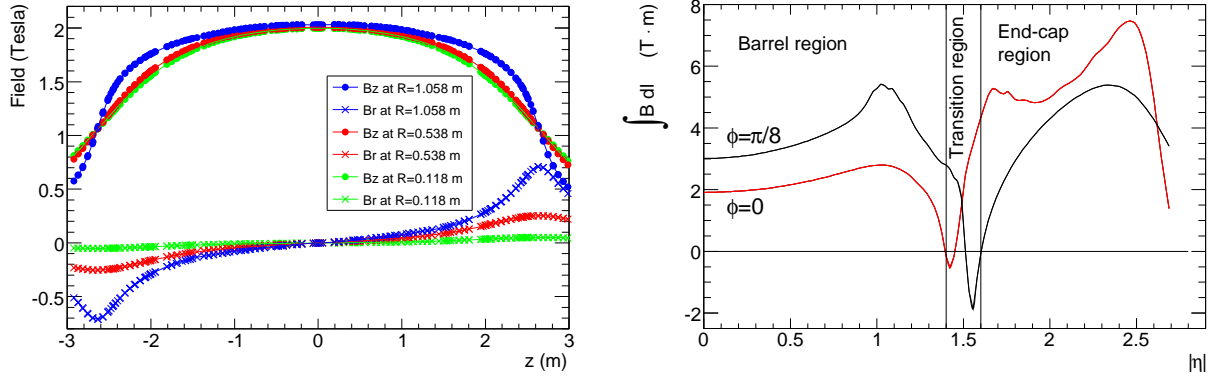 Field (Tesla)
2
1.5
1
0.5
0
-0.5
Bz at R=1.058 m
Br at R=1.058 m
Bz at R=0.538 m
Br at R=0.538 m
Bz at R=0.118 m
Br at R=0.118 m
-3 -2 -1 0 1 2 3
z (m)
∫B dl (T · m)
8
6
4
2
0
-2
Barrel region
Transition region
End-cap
region
ϕ=π/8
ϕ=0
0 0.5 1 1.5 2 2.5
|η|